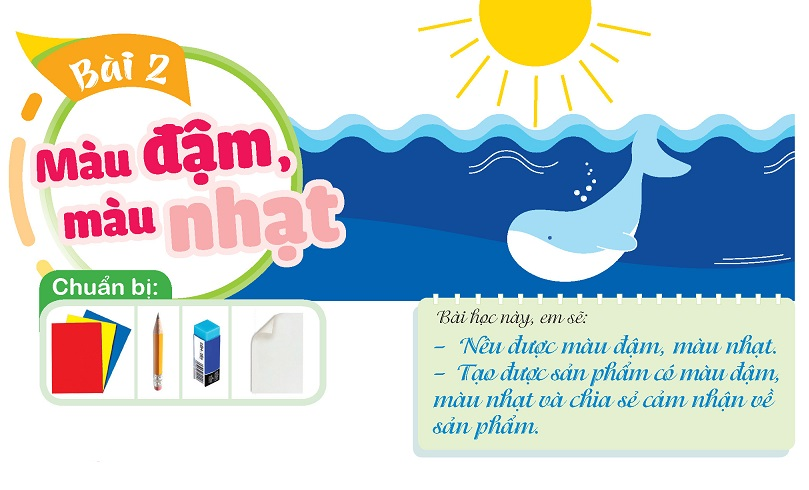 Bài 2
Màu đậm,
màu nhạt
Chuẩn bị:
Bài học này, em sẽ:
- Nêu được màu đậm, màu nhạt.
- Tạo được sản phẩm có màu đậm,
màu nhạt và chia sẻ cảm nhận về
sản phẩm.